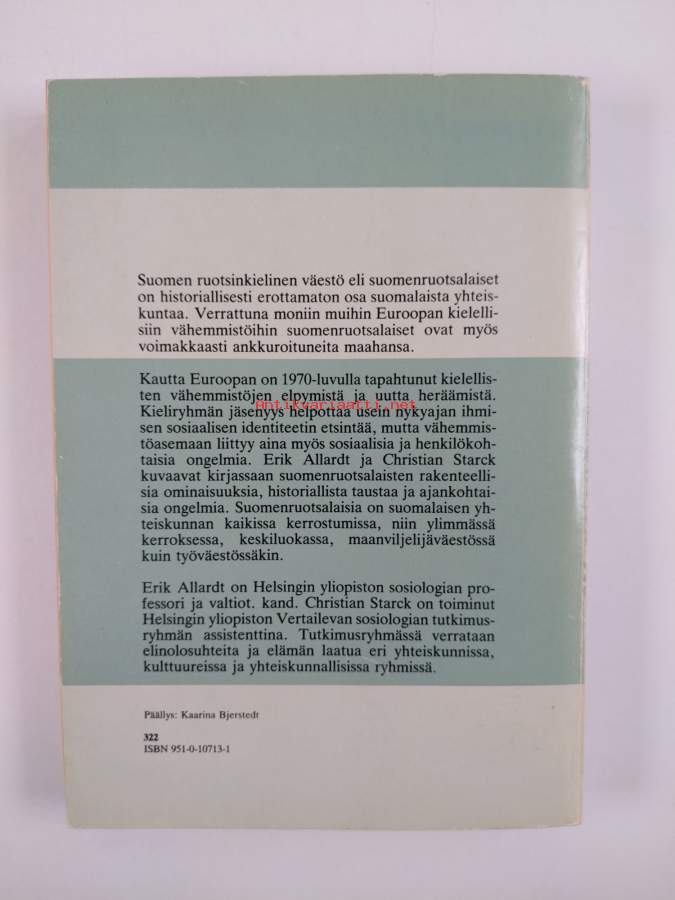 Suomen ruotsinkielinen väestö eli suomenruotsalaiset
on historiallisesti erottamaton osa suomalaista yhteis-
kuntaa. Verrattuna moniin muihin Euroopan kielelli-
siin vähemmistöihin suomenruotsalaiset ovat myös
voimakkaasti ankkuroituneita maahansa.
Kautta Euroopan on 1970-luvulla tapahtunut kielellis-
ten vähemmistöjen elpymistä ja uutta heräämistä.
Antikvariaatti.net
Kieliryhmän jäsenyys helpottaa usein nykyajan ihmi-
sen sosiaalisen identiteetin etsintää, mutta vähemmis-
töasemaan liittyy aina myös sosiaalisia ja henkilökoh-
taisia ongelmia. Erik Allardt ja Christian Starck
kuvaavat kirjassaan suomenruotsalaisten rakenteelli-
sia ominaisuuksia, historiallista taustaa ja ajankohtai-
sia ongelmia. Suomenruotsalaisia on suomalaisen yh-
teiskunnan kaikissa kerrostumissa, niin ylimmässä
kerroksessa, keskiluokassa, maanviljelijäväestössä
kuin työväestössäkin.
Erik Allardt on Helsingin yliopiston sosiologian pro-
fessori ja valtiot. kand. Christian Starck on toiminut
Helsingin yliopiston Vertailevan sosiologian tutkimus-
ryhmän assistenttina. Tutkimusryhmässä verrataan
elinolosuhteita ja elämän laatua eri yhteiskunnissa,
kulttuureissa ja yhteiskunnallisissa ryhmissä.
Päällys: Kaarina Bjerstedt
322
ISBN 951-0-10713-1